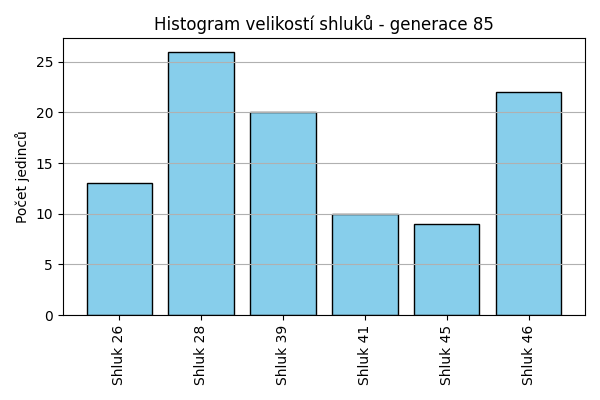 Histogram velikostí shluků - generace 85
Počet jedinců
25
20
15
10
5
0
Shluk 26
Shluk 28
Shluk 39
Shluk 41
Shluk 45
Shluk 46